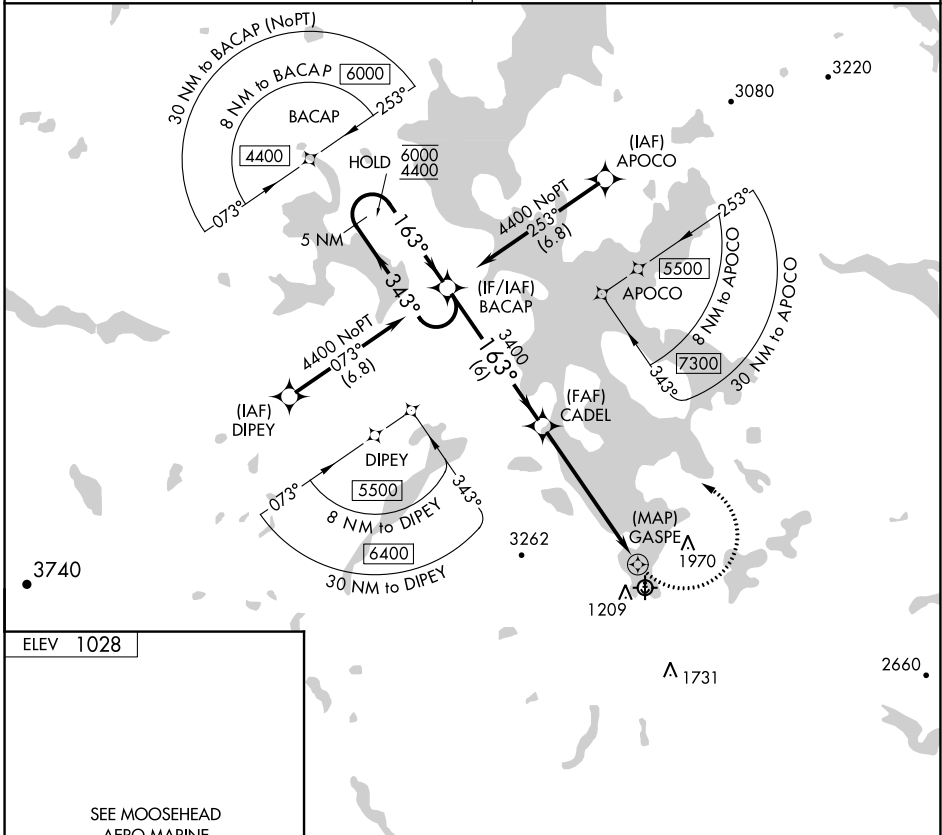 30 NM to BACAP (NoPT)
8 NM to BACAP
6000
253°
BACAP
4400
073°
HOLD
6000
4400
5 NM
163°
343°
(IF/IAF)
BACAP
(IAF)
APOCO
4400 NoPT
253°
(6.8)
3080
3220
253°
5500
APOCO
8 NM to APOCO
30 NM to APOCO
7300
343°
4400 NoPT
073°
(6.8)
(IAF)
DIPEY
3400
163°
(6)
(FAF)
CADEL
DIPEY
073°
5500
343°
8 NM to DIPEY
6400
30 NM to DIPEY
3262
(MAP)
GASPE
1970
1209
3740
1731
2660
ELEV 1028
SEE MOOSEHEAD
AERO MARINE